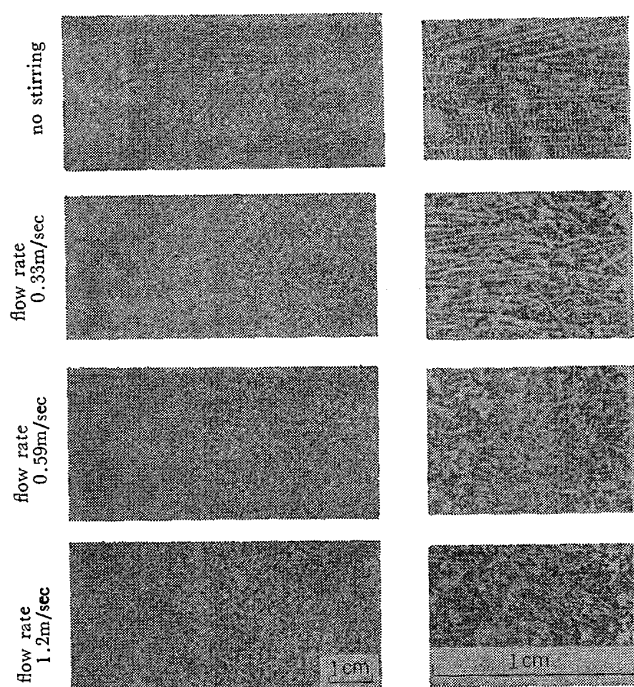 no stirring
flow rate
0.33m/sec
flow rate
0.59m/sec
flow rate
1.2m/sec
1cm
1cm